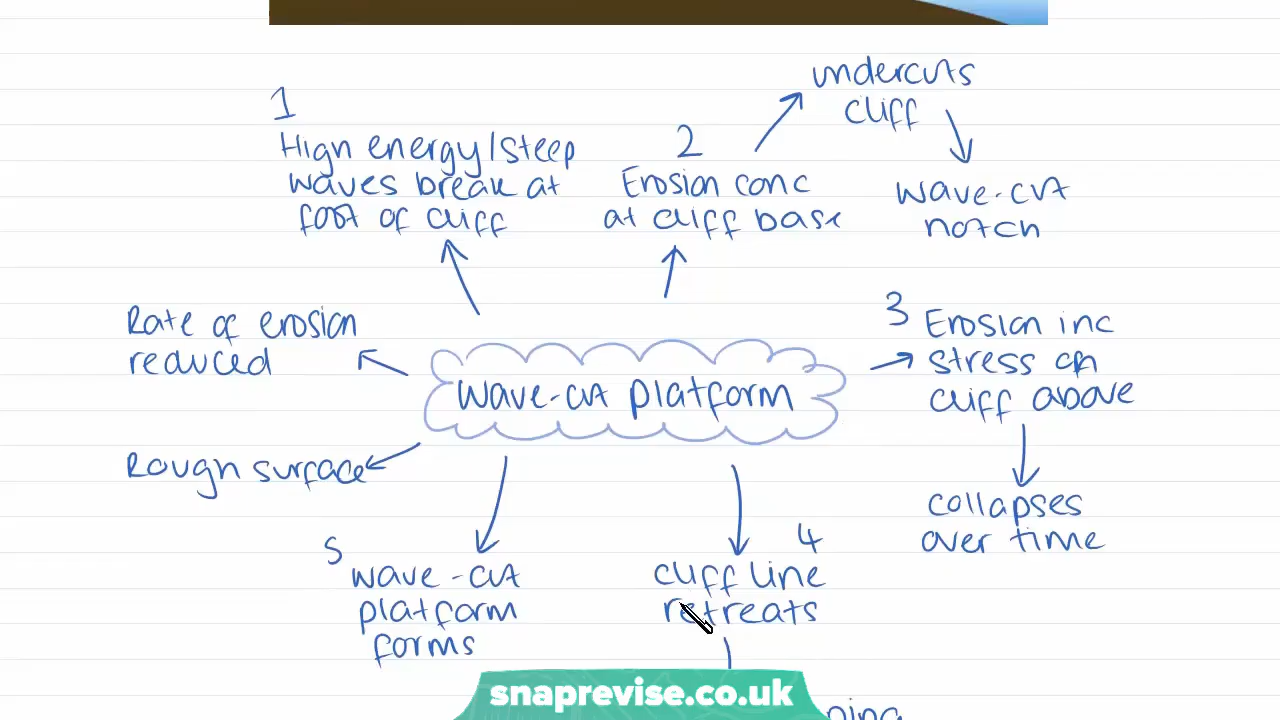 1
High energy/steep
waves break at
foot of cliff
2
Erosion conc
at cliff base
undercuts
cliff
wave-cut
notch
3
Erosion inc
stress on
cliff above
collapses
over time
4
cliff line
retreats
5
wave-cut
platform
forms
Rough surface
Rate of erosion
reduced
wave-cut platform
snaprevise.co.uk